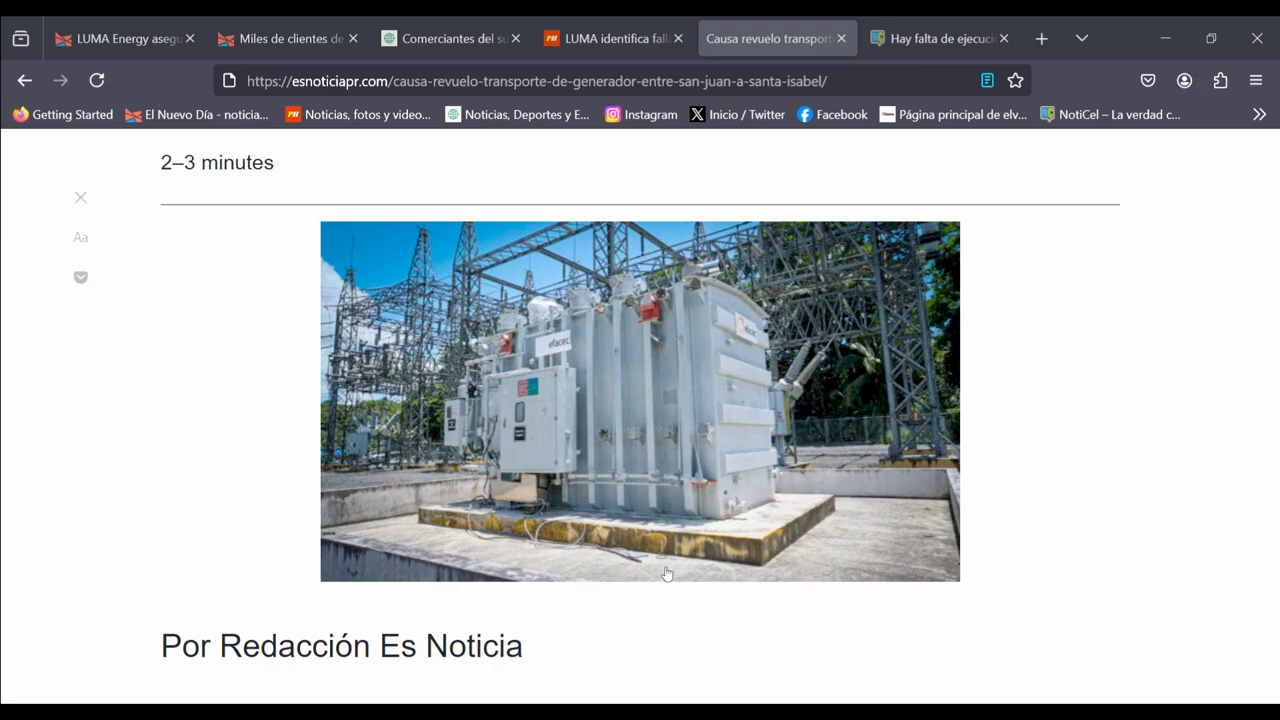 LUMA Energy asegu
Miles de clientes de
Comerciantes del su
LUMA identifica fall
Causa revuelo transport
Hay falta de ejecuci
https://esnoticiapr.com/causa-revuelo-transporte-de-generador-entre-san-juan-a-santa-isabel/
Getting Started
El Nuevo Día - noticia...
Noticias, fotos y video...
Noticias, Deportes y E...
Instagram
Inicio / Twitter
Facebook
Página principal de elv...
NotiCel – La verdad c...
2–3 minutes
Aa
efacec
efacec
Por Redacción Es Noticia